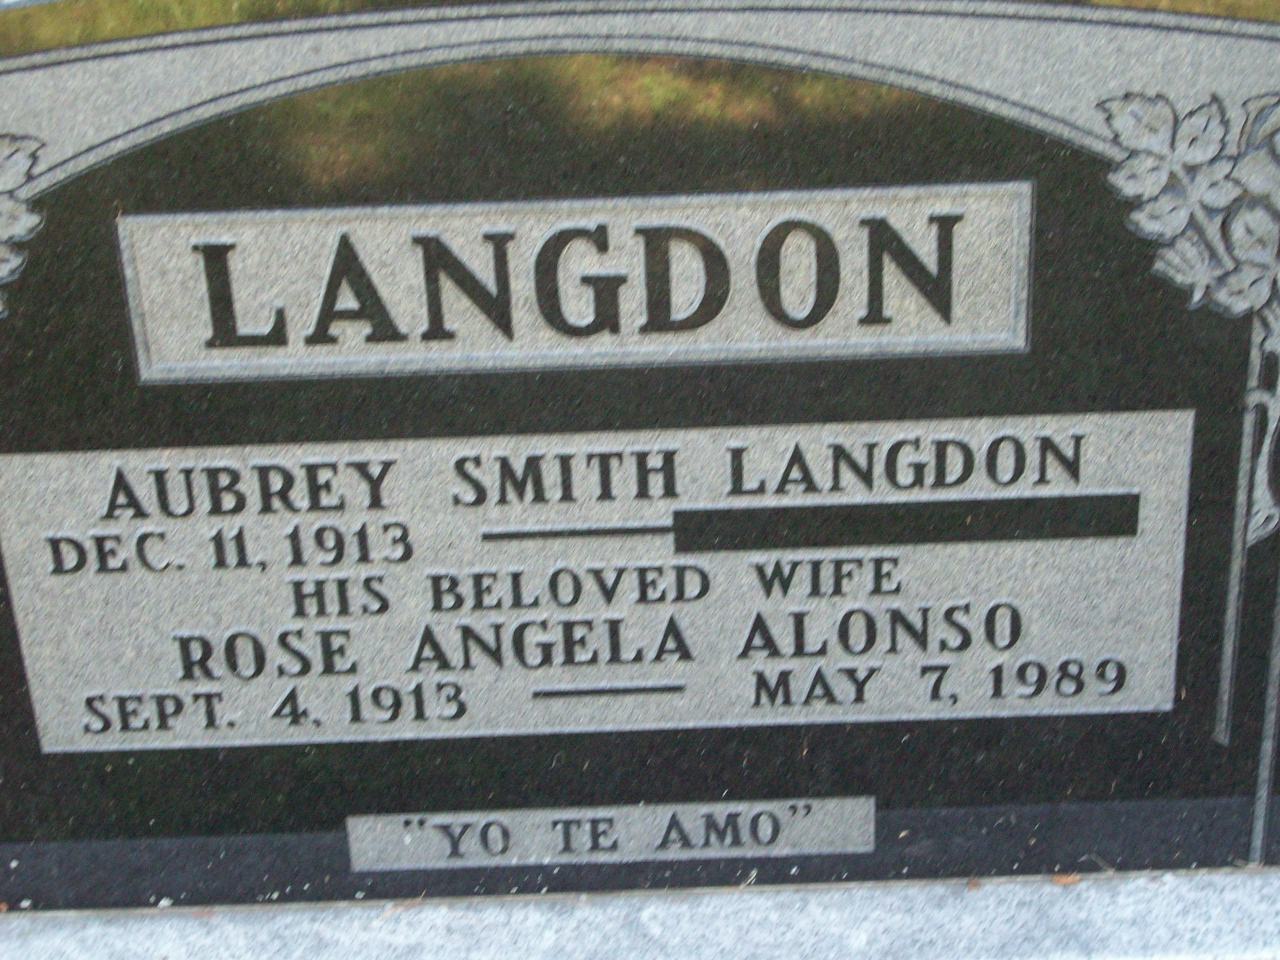 LANGDON
AUBREY SMITH LANGDON
DEC. 11, 1913 —
HIS BELOVED WIFE
ROSE ANGELA ALONSO
SEPT. 4, 1913 — MAY 7, 1989
"YO TE AMO"